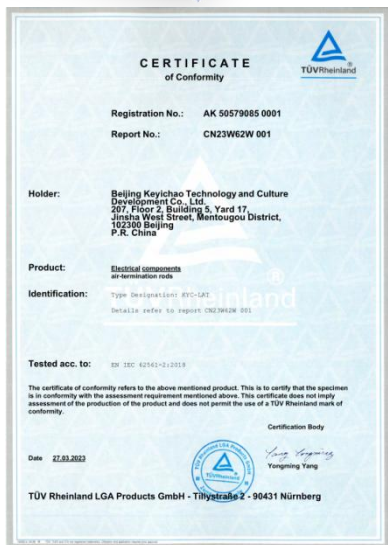 CERTIFICATE
of Conformity
TÜVRheinland
Registration No.: AK 50579085 0001
Report No.: CN23W62W 001
Holder: Beijing Keyichao Technology and Culture
Development Co., Ltd.
207, Floor 2, Building 5, Yard 17,
Jinsha West Street, Mentougou District,
102300 Beijing
P.R. China
Product: Electrical components
air-termination rods
Identification: Type Designation: KYC-LRT
Details refer to report CN23W62W 001
Tested acc. to: EN IEC 62561-2:2018
The certificate of conformity refers to the above mentioned product. This is to certify that the specimen
is in conformity with the assessment requirement mentioned above. This certificate does not imply
assessment of the production of the product and does not permit the use of a TÜV Rheinland mark of
conformity.
Certification Body
Date 27.03.2023
Yongming Yang
TÜV Rheinland LGA Products GmbH - Tillystraße 2 - 90431 Nürnberg